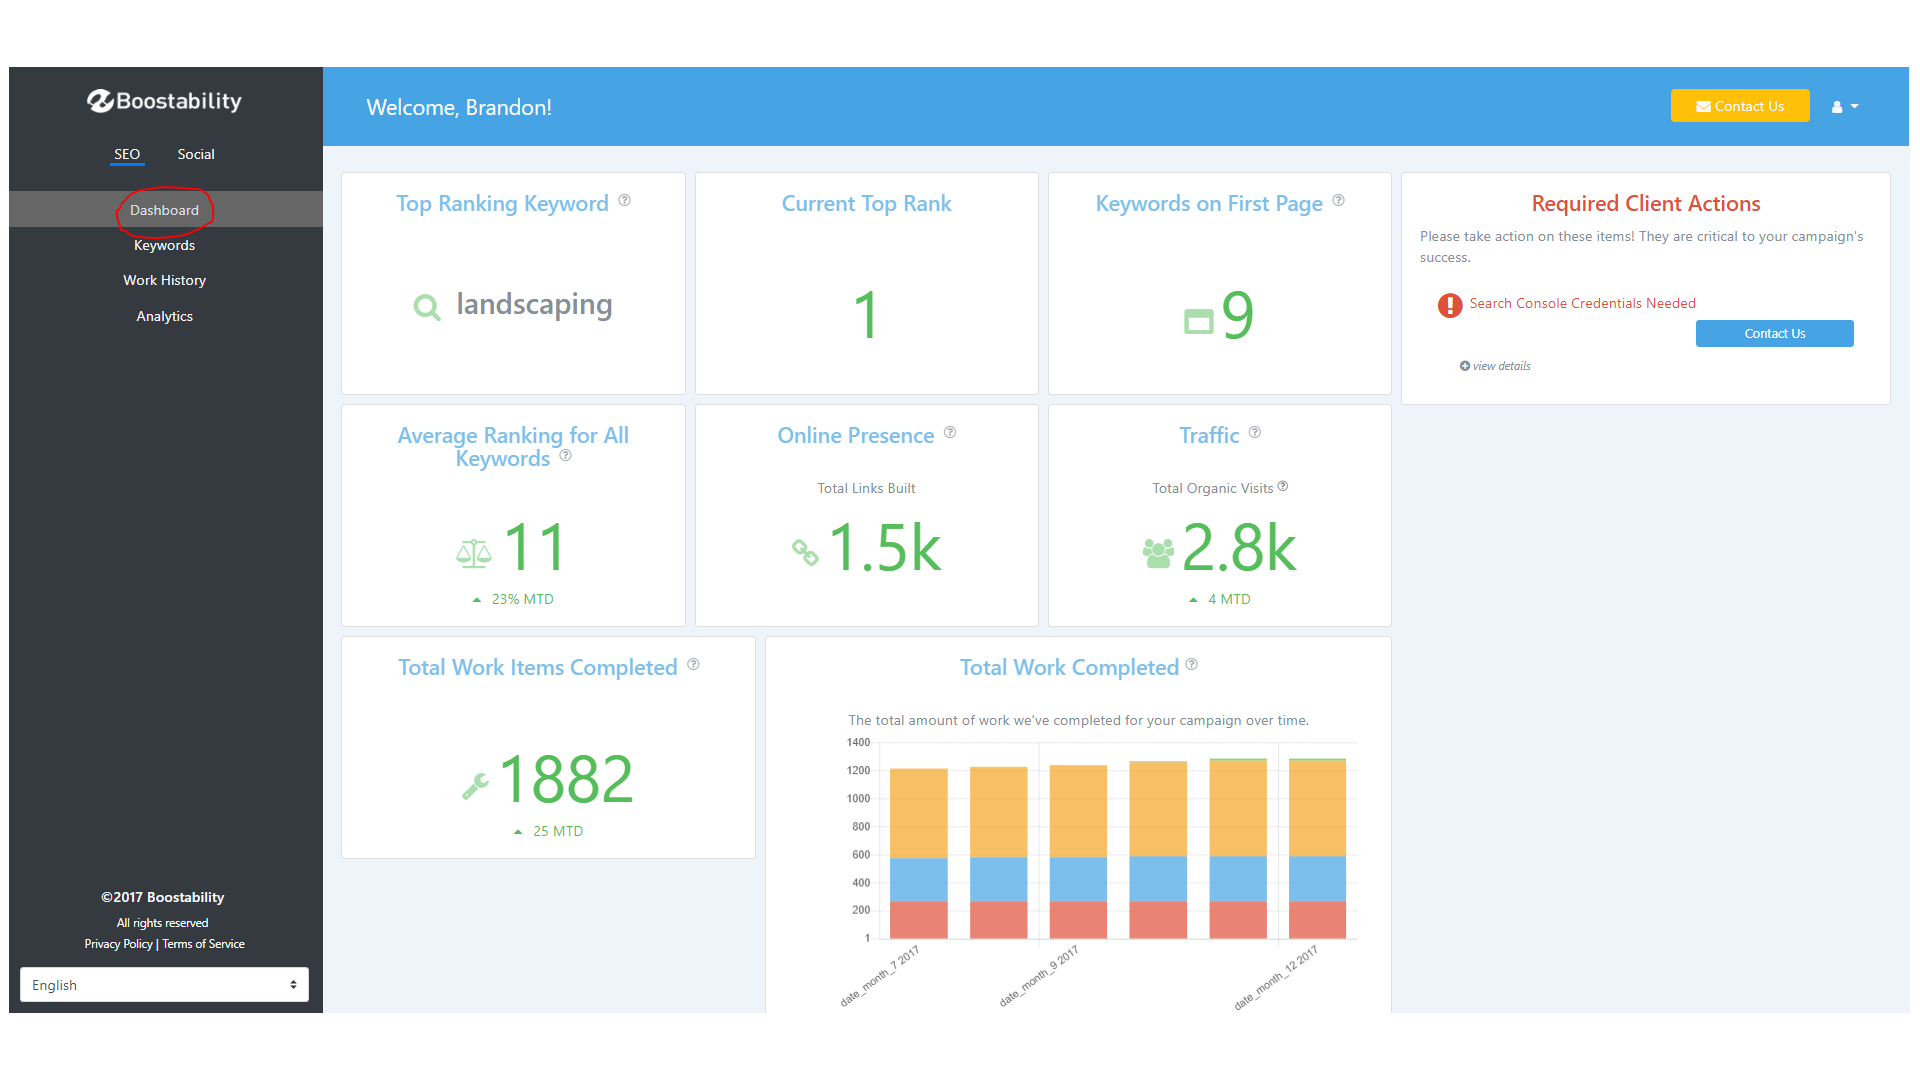 Boostability
SEO Social
Dashboard
Keywords
Work History
Analytics
©2017 Boostability
All rights reserved
Privacy Policy | Terms of Service
English
Welcome, Brandon!
Contact Us
Top Ranking Keyword ?
landscaping
Current Top Rank
1
Keywords on First Page ?
9
Required Client Actions
Please take action on these items! They are critical to your campaign's
success.
! Search Console Credentials Needed
Contact Us
view details
Average Ranking for All
Keywords ?
11
23% MTD
Online Presence ?
Total Links Built
1.5k
Traffic ?
Total Organic Visits ?
2.8k
4 MTD
Total Work Items Completed ?
1882
25 MTD
Total Work Completed ?
The total amount of work we've completed for your campaign over time.
1400
1200
1000
800
600
400
200
1
date_month_7 2017
date_month_9 2017
date_month_12 2017